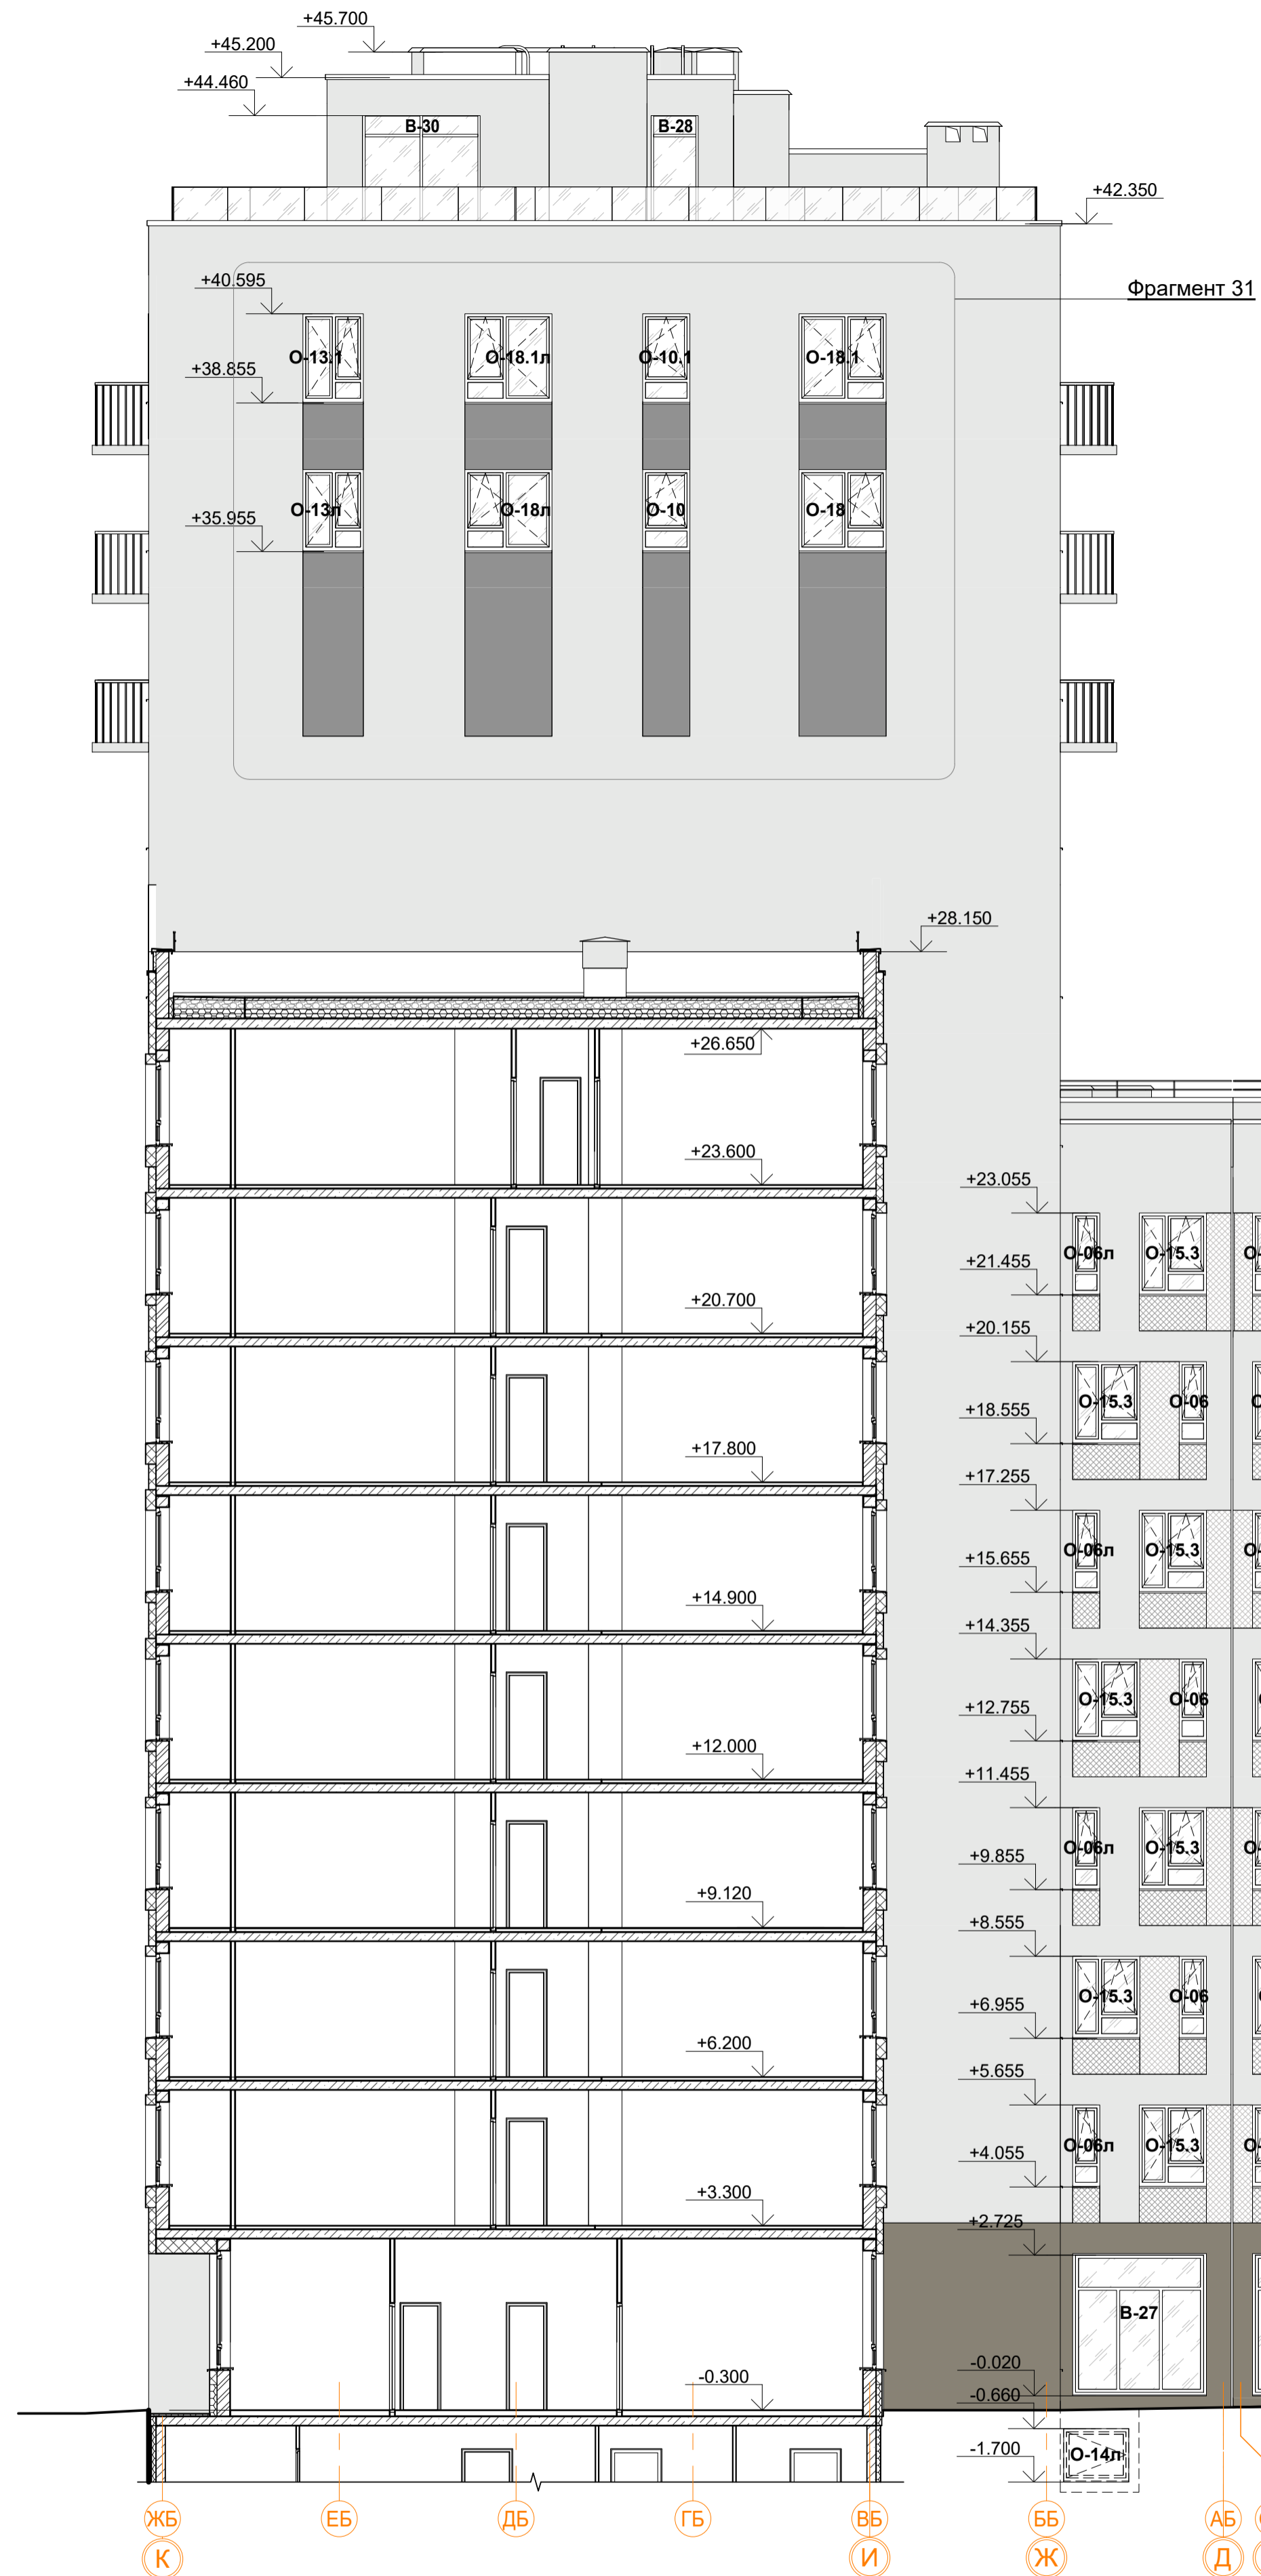 +45.700
+45.200
+44.460
В-30
В-28
+42.350
+40.595
Фрагмент 31
О-13.1
О-18.1л
О-10.1
О-18.1
+38.855
О-13л
О-18л
О-10
О-18
+35.955
+28.150
+26.650
+23.600
+23.055
О-06л
О-15.3
+21.455
+20.700
+20.155
О-15.3
О-06
+18.555
+17.800
+17.255
О-06л
О-15.3
+15.655
+14.900
+14.355
О-15.3
О-06
+12.755
+12.000
+11.455
О-06л
О-15.3
+9.855
+9.120
+8.555
О-15.3
О-06
+6.955
+6.200
+5.655
О-06л
О-15.3
+4.055
+3.300
+2.725
В-27
-0.020
-0.300
-0.660
-1.700
О-14л
ЖБ
ЕБ
ДБ
ГБ
ВБ
ББ
АБ
К
И
Ж
Д